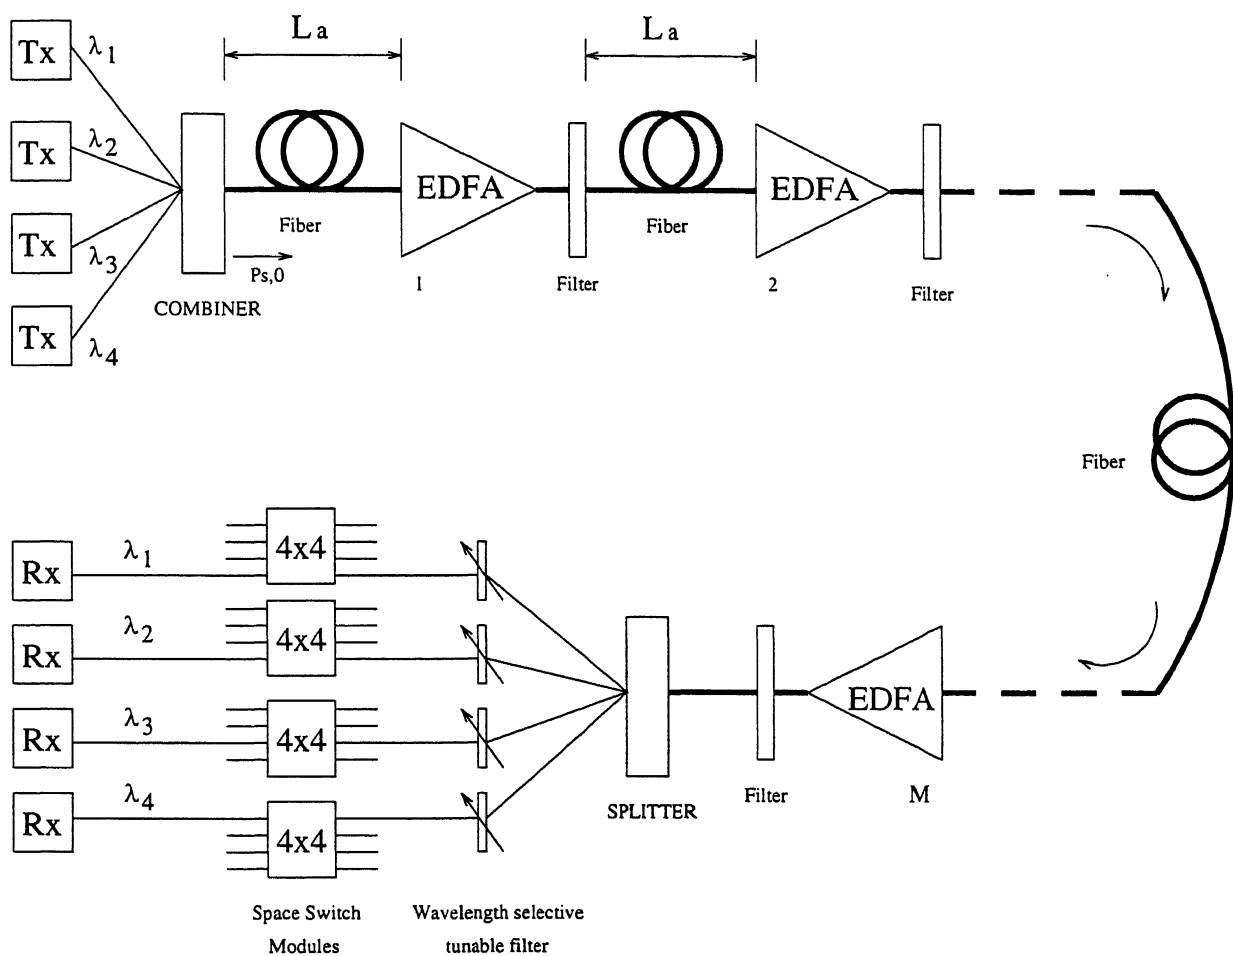 La
La
Tx
λ1
Tx
λ2
Tx
λ3
Tx
λ4
COMBINER
Ps,0
Fiber
EDFA
1
Filter
Fiber
EDFA
2
Filter
Fiber
Rx
λ1
4x4
Rx
λ2
4x4
Rx
λ3
4x4
Rx
λ4
4x4
SPLITTER
Filter
EDFA
M
Space Switch
Modules
Wavelength selective
tunable filter